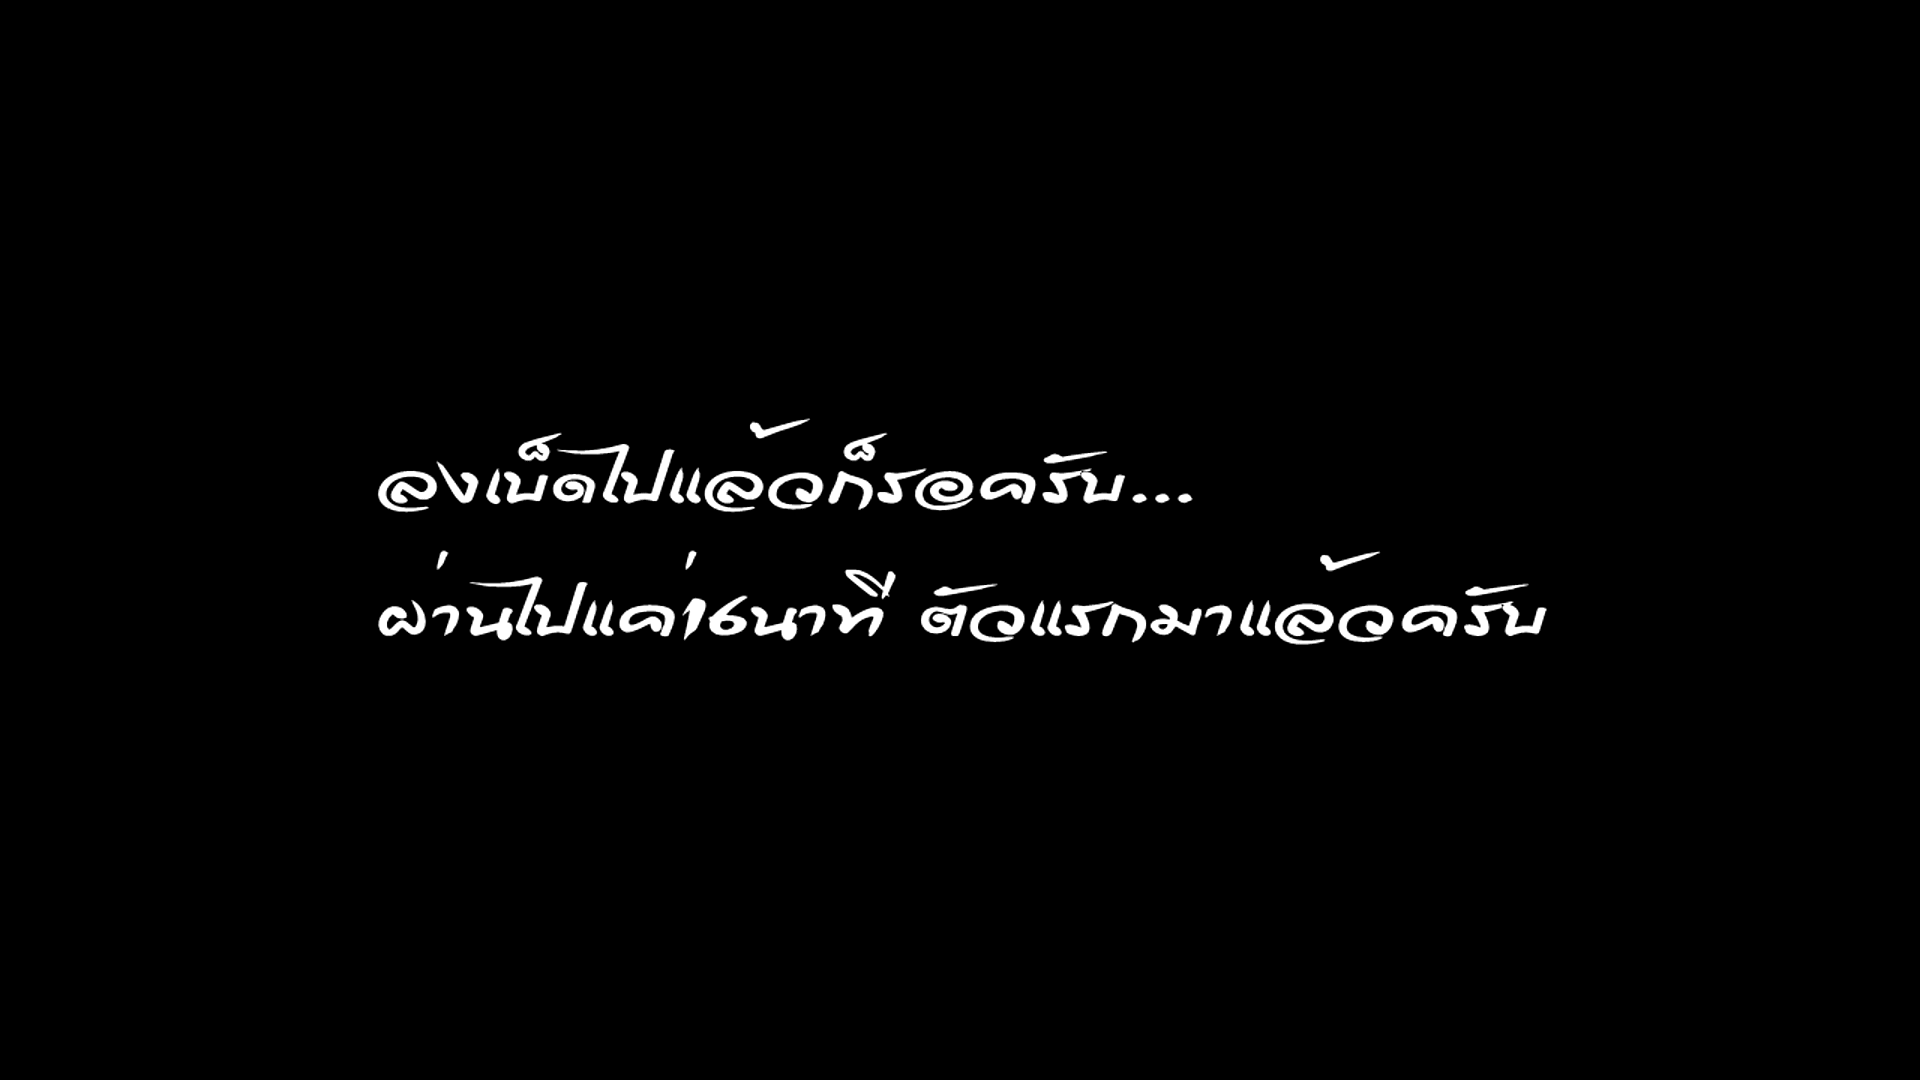 ลงเบ็ดไปแล้วก็รอครับ...
ผ่านไปแค่16นาที ตัวแรกมาแล้วครับ